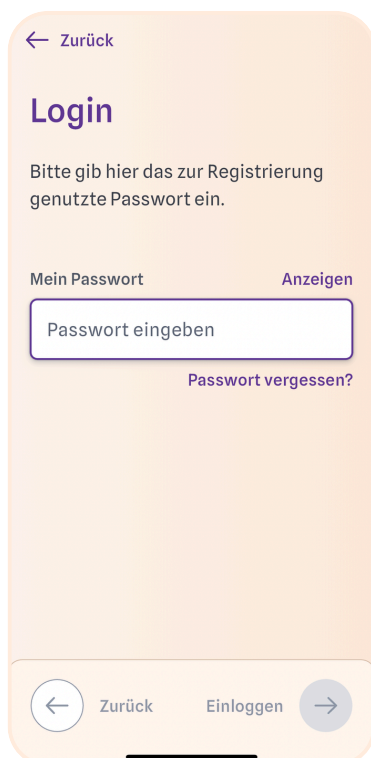 Zurück
Login
Bitte gib hier das zur Registrierung
genutzte Passwort ein.
Mein Passwort Anzeigen
Passwort eingeben
Passwort vergessen?
Zurück Einloggen